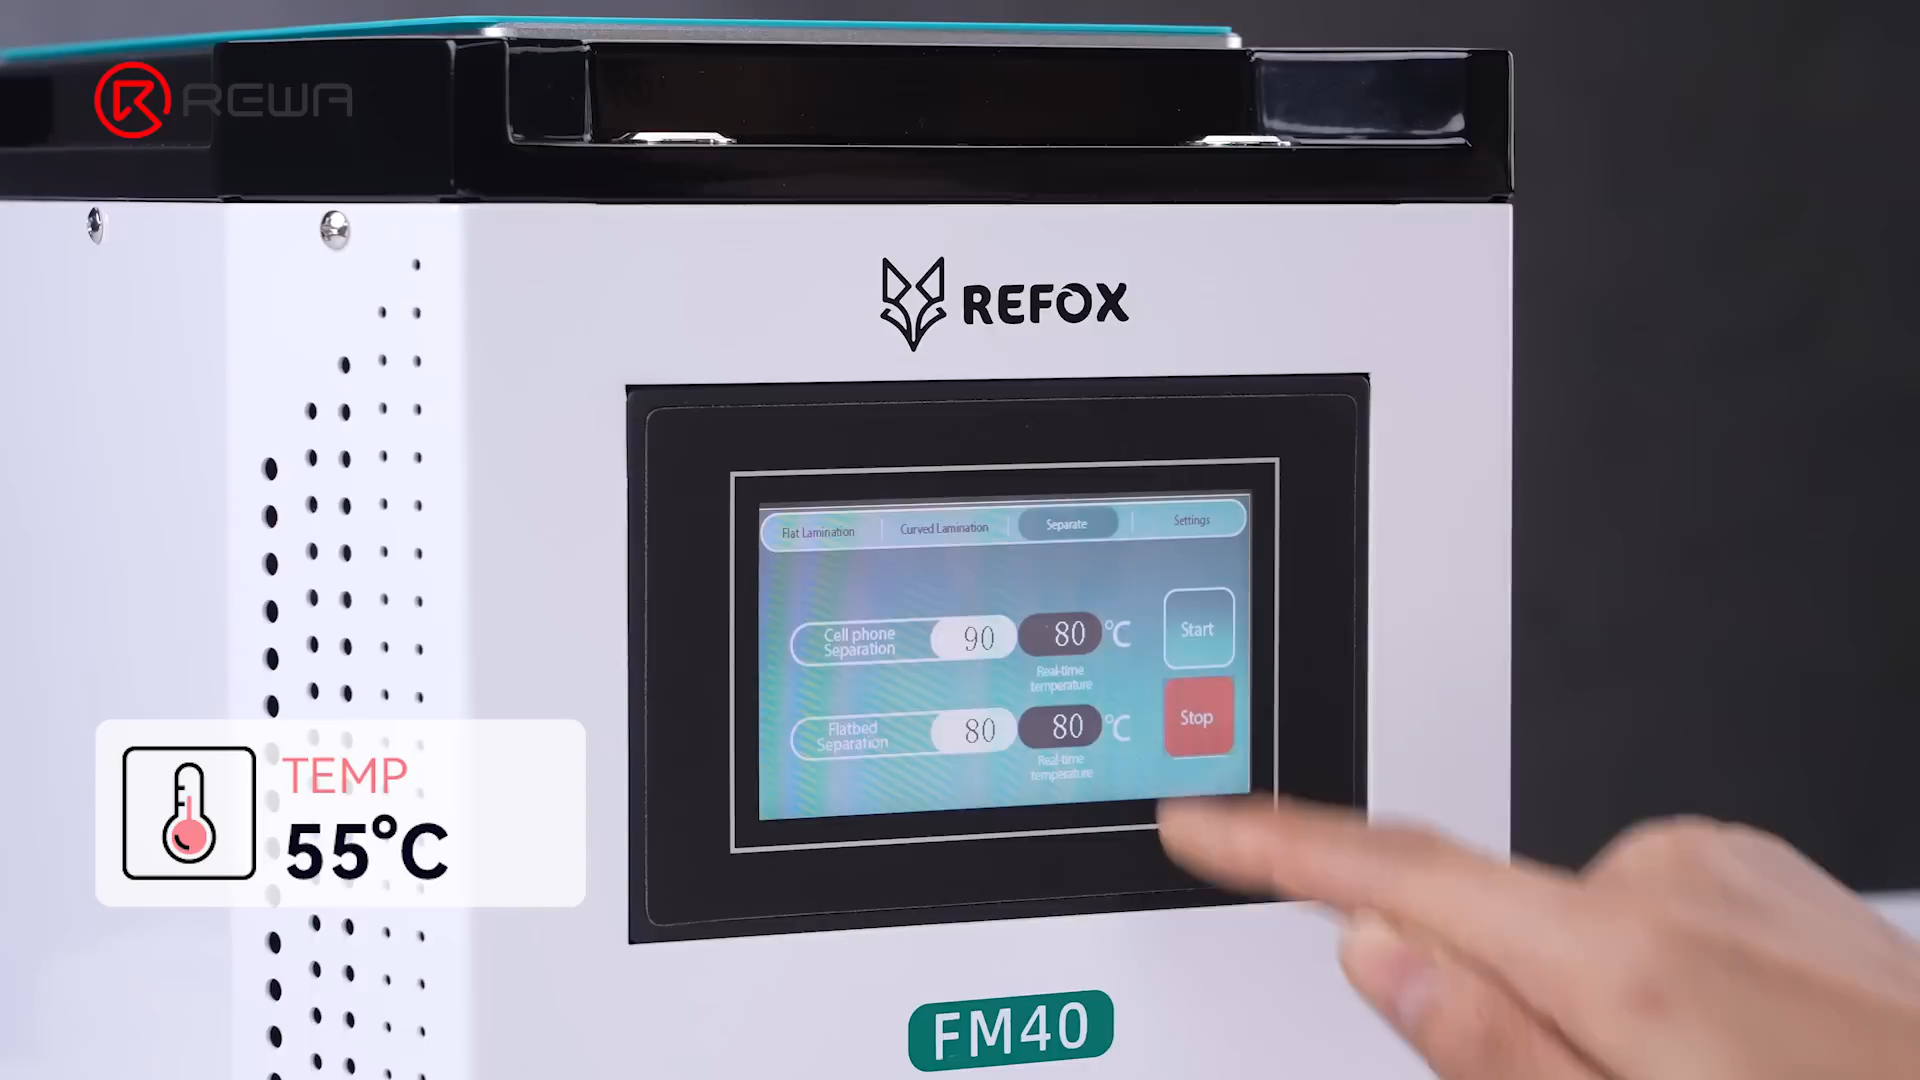 REWA
REFOX
Flat Lamination
Curved Lamination
Separate
Settings
Cell phone
Separation
90
80 °C
Real-time
temperature
Start
Flatbed
Separation
80
80 °C
Real-time
temperature
Stop
TEMP
55°C
FM40